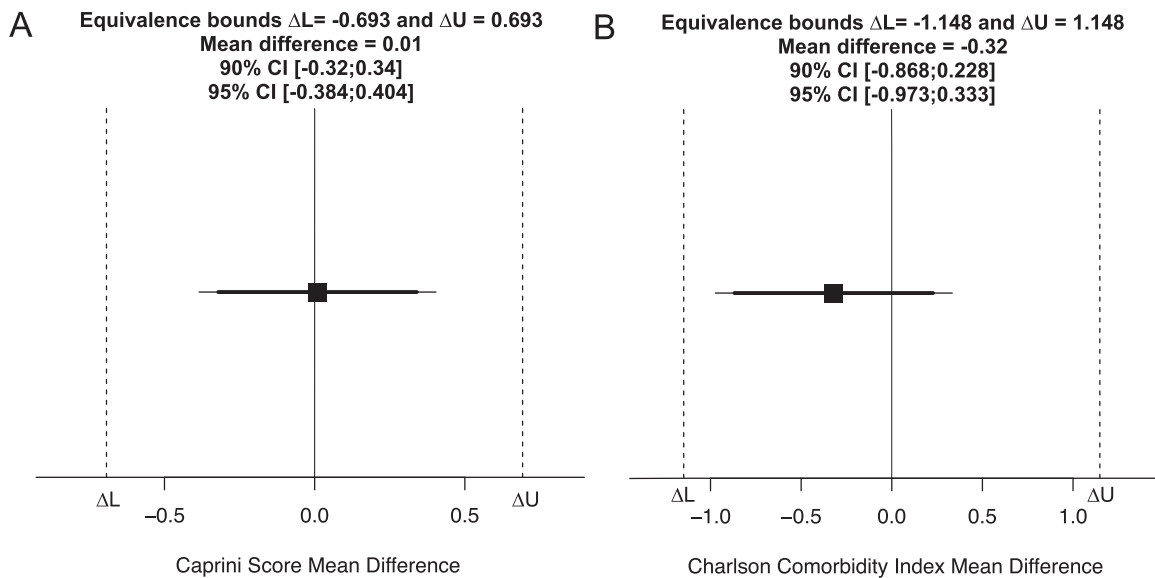 A
Equivalence bounds ΔL= -0.693 and ΔU = 0.693
Mean difference = 0.01
90% CI [-0.32;0.34]
95% CI [-0.384;0.404]
ΔL
ΔU
−0.5
0.0
0.5
Caprini Score Mean Difference
B
Equivalence bounds ΔL= -1.148 and ΔU = 1.148
Mean difference = -0.32
90% CI [-0.868;0.228]
95% CI [-0.973;0.333]
ΔL
ΔU
−1.0
−0.5
0.0
0.5
1.0
Charlson Comorbidity Index Mean Difference